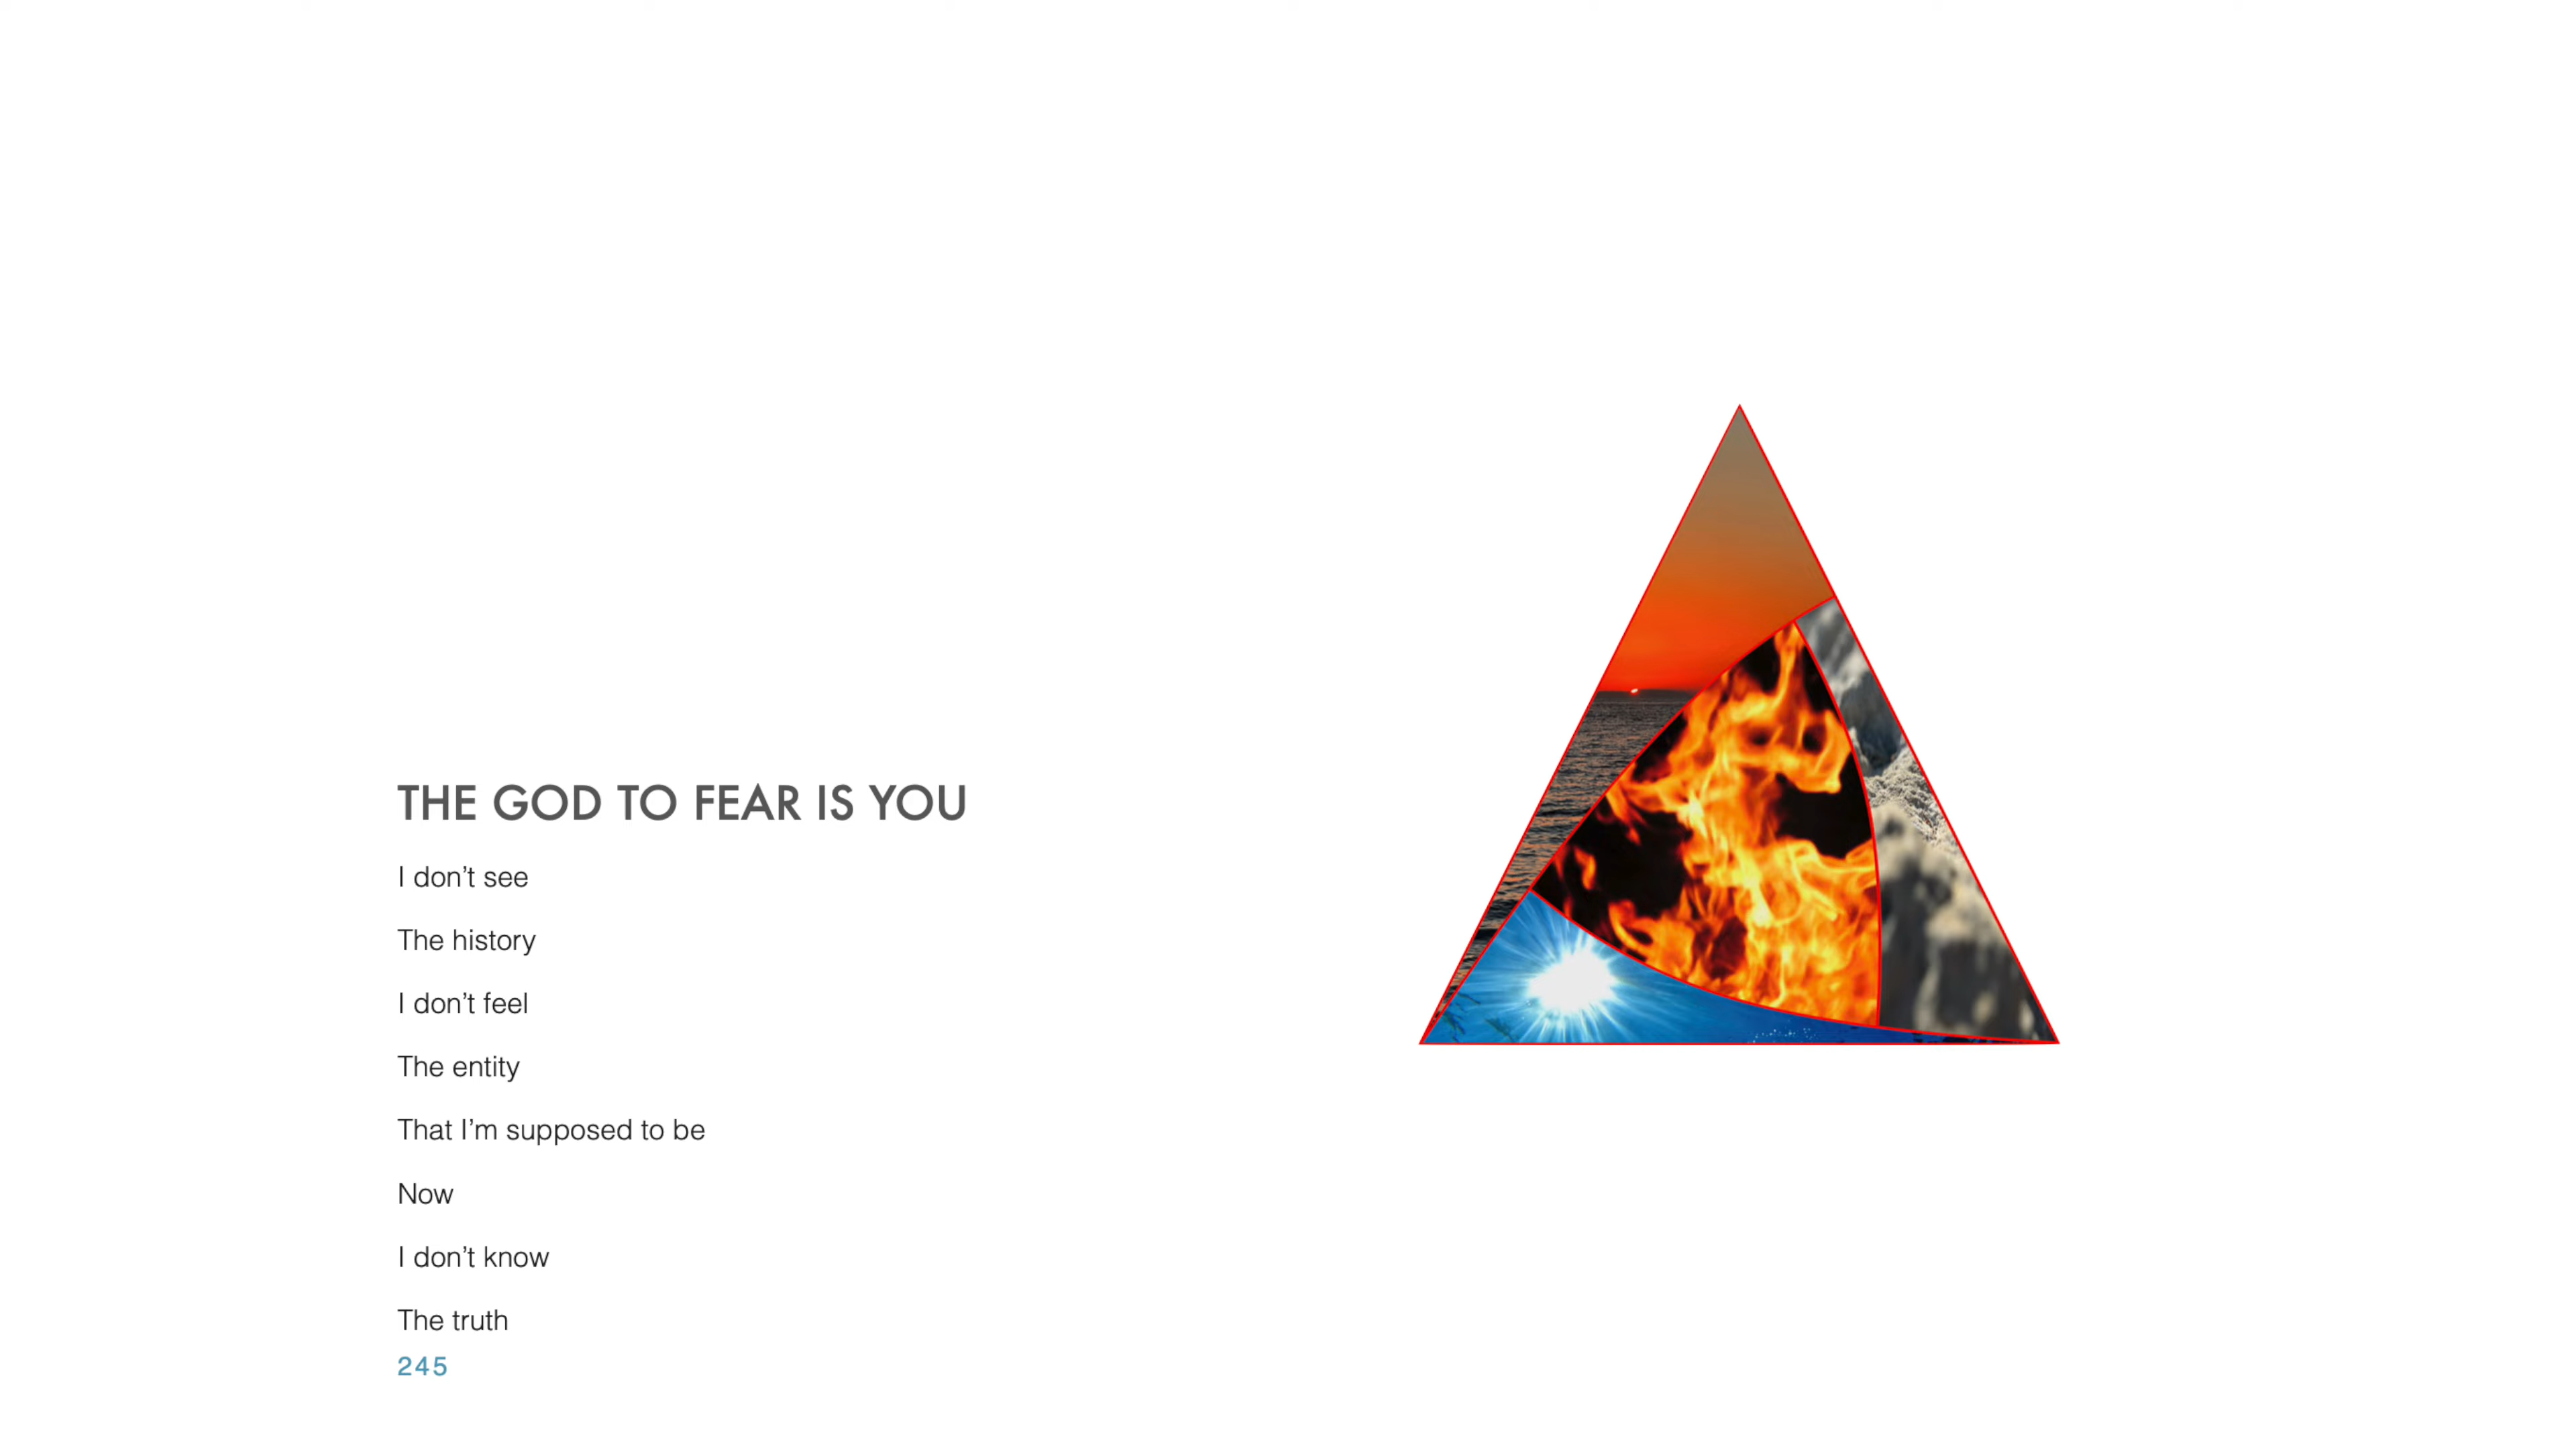 THE GOD TO FEAR IS YOU
I don’t see
The history
I don’t feel
The entity
That I’m supposed to be
Now
I don’t know
The truth
245